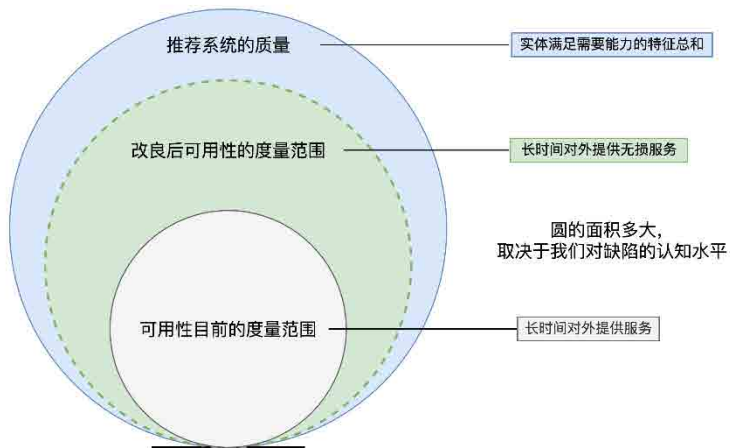 推荐系统的质量
实体满足需要能力的特征总和
改良后可用性的度量范围
长时间对外提供无损服务
圆的面积多大，
取决于我们对缺陷的认知水平
可用性目前的度量范围
长时间对外提供服务